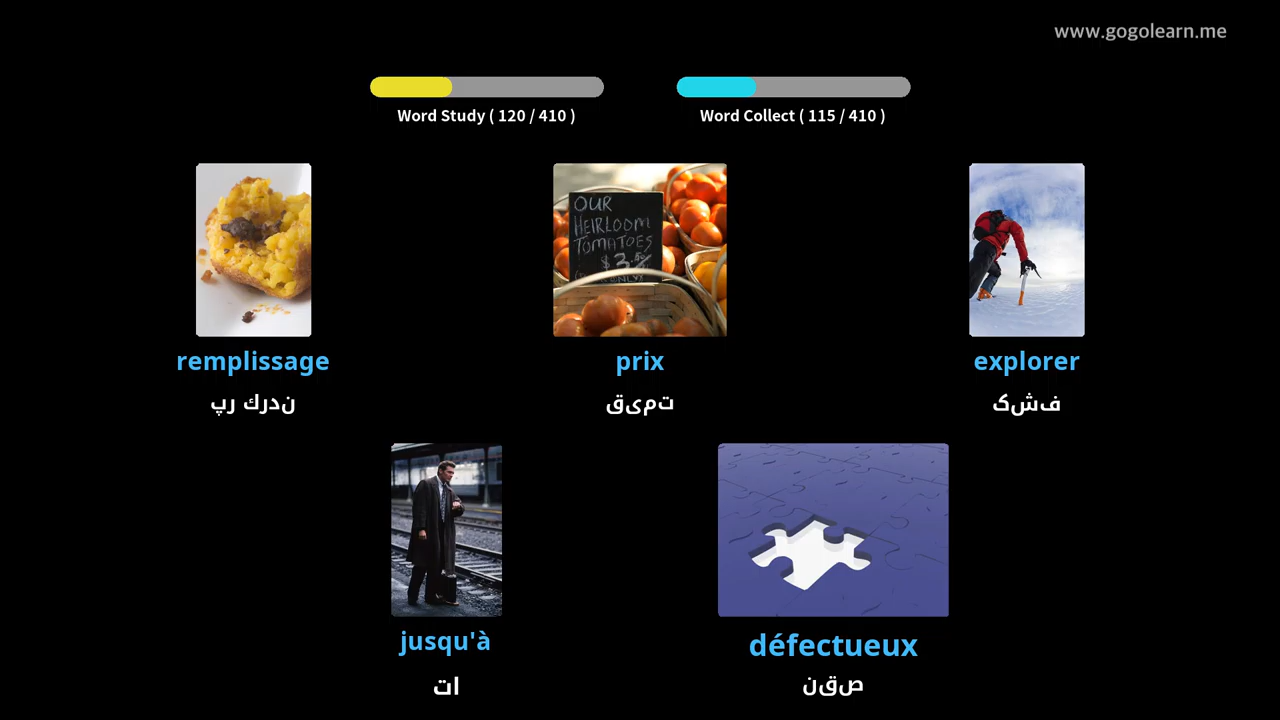 www.gogolearn.me
Word Study ( 120 / 410 )
Word Collect ( 115 / 410 )
OUR
HEIRLOOM
TOMATOES
remplissage
ندرك رپ
prix
تمیق
explorer
فشک
jusqu'à
ات
défectueux
صقن